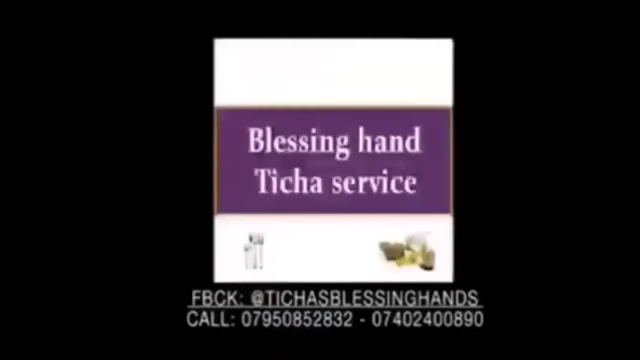 Blessing hand
Ticha service
FBCK: @TICHASBLESSINGHANDS
CALL: 07950852832 - 07402400890